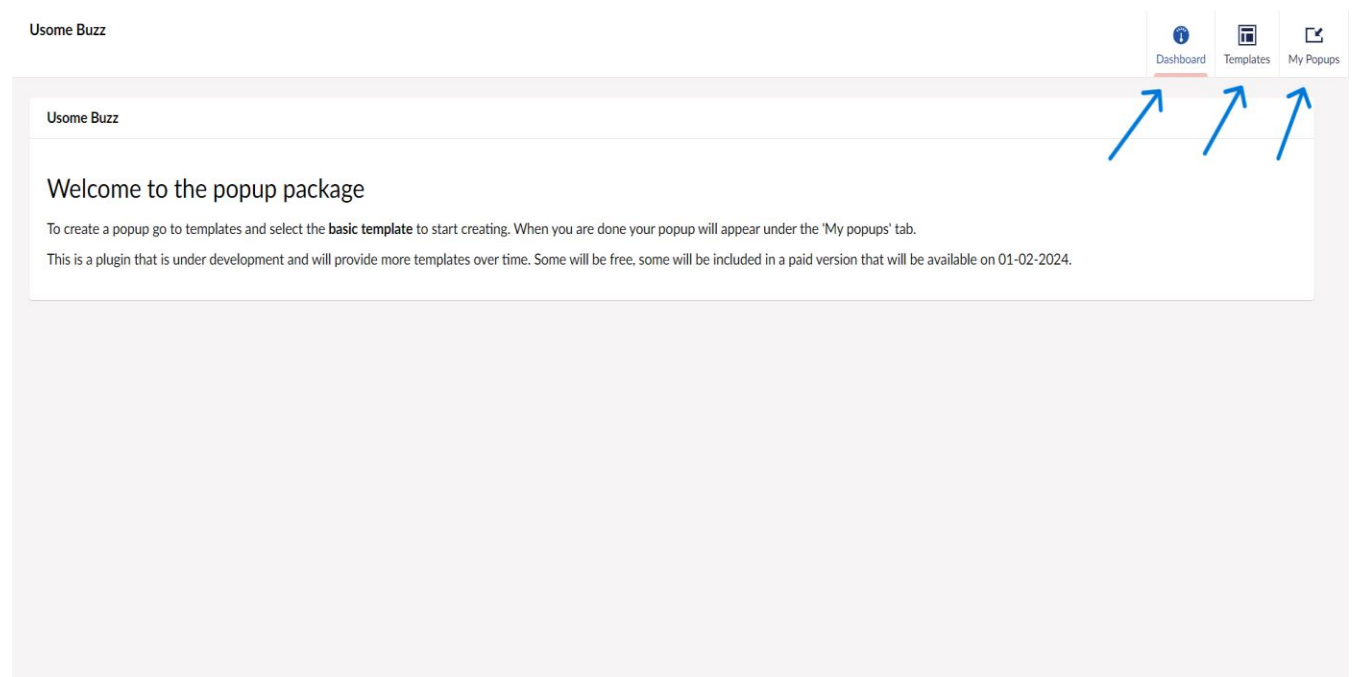 Usome Buzz
Dashboard
Templates
My Popups
Usome Buzz
Welcome to the popup package
To create a popup go to templates and select the basic template to start creating. When you are done your popup will appear under the 'My popups' tab.
This is a plugin that is under development and will provide more templates over time. Some will be free, some will be included in a paid version that will be available on 01-02-2024.